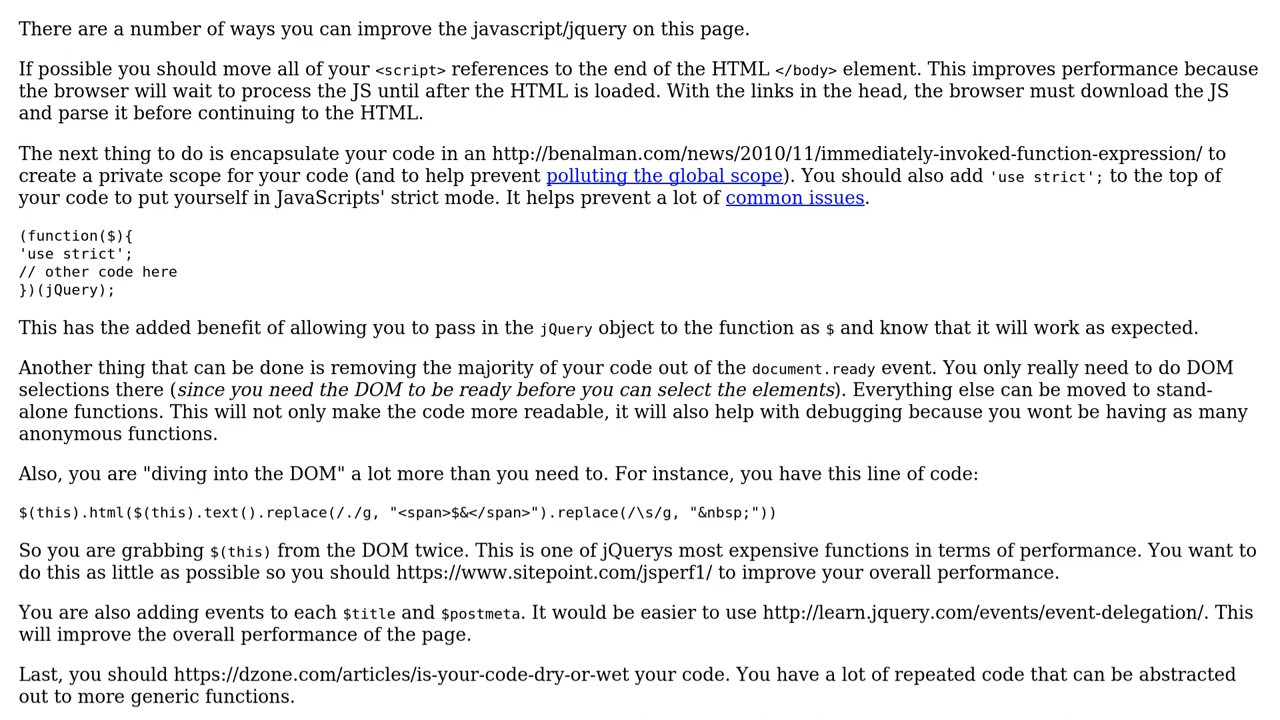 There are a number of ways you can improve the javascript/jquery on this page.
If possible you should move all of your <script> references to the end of the HTML </body> element. This improves performance because
the browser will wait to process the JS until after the HTML is loaded. With the links in the head, the browser must download the JS
and parse it before continuing to the HTML.
The next thing to do is encapsulate your code in an http://benalman.com/news/2010/11/immediately-invoked-function-expression/ to
create a private scope for your code (and to help prevent polluting the global scope). You should also add 'use strict'; to the top of
your code to put yourself in JavaScripts' strict mode. It helps prevent a lot of common issues.
(function($){
'use strict';
// other code here
})(jQuery);
This has the added benefit of allowing you to pass in the jQuery object to the function as $ and know that it will work as expected.
Another thing that can be done is removing the majority of your code out of the document.ready event. You only really need to do DOM
selections there (since you need the DOM to be ready before you can select the elements). Everything else can be moved to stand-
alone functions. This will not only make the code more readable, it will also help with debugging because you wont be having as many
anonymous functions.
Also, you are "diving into the DOM" a lot more than you need to. For instance, you have this line of code:
$(this).html($(this).text().replace(/./g, "<span>$&</span>").replace(/\s/g, "&nbsp;"))
So you are grabbing $(this) from the DOM twice. This is one of jQuerys most expensive functions in terms of performance. You want to
do this as little as possible so you should https://www.sitepoint.com/jsperf1/ to improve your overall performance.
You are also adding events to each $title and $postmeta. It would be easier to use http://learn.jquery.com/events/event-delegation/. This
will improve the overall performance of the page.
Last, you should https://dzone.com/articles/is-your-code-dry-or-wet your code. You have a lot of repeated code that can be abstracted
out to more generic functions.